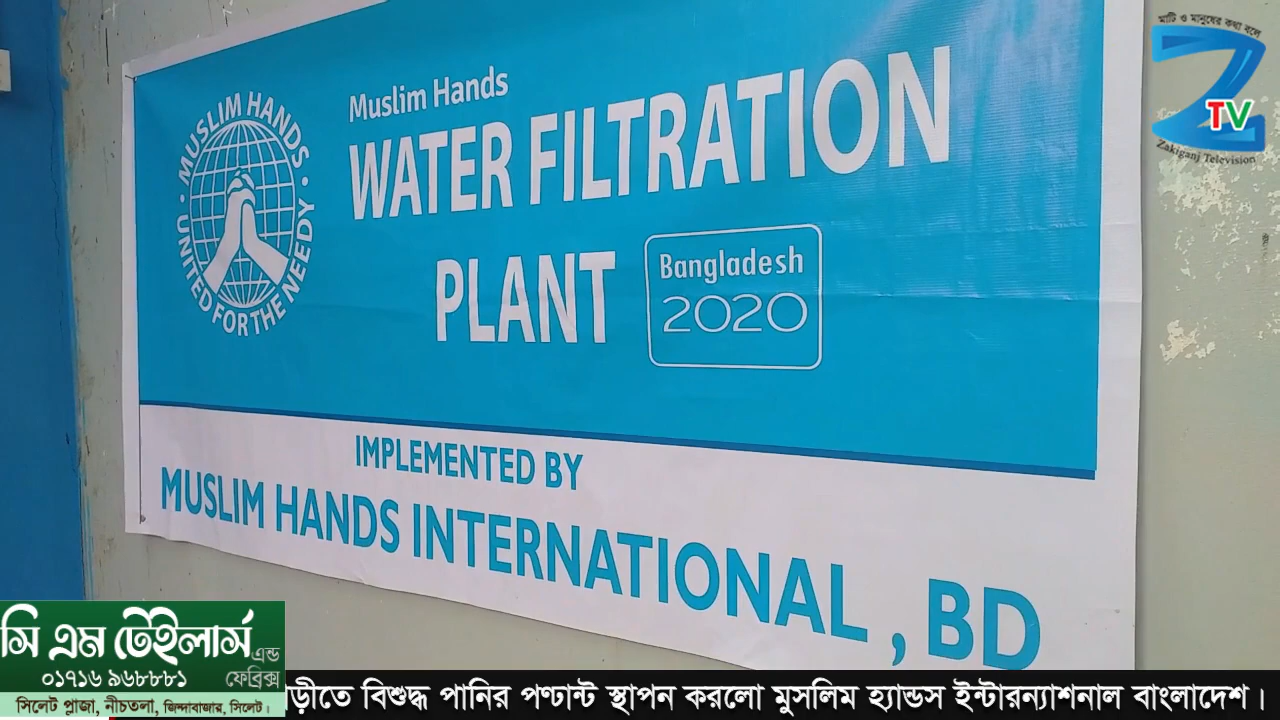 মাটি ও মানুষের কথা বলে
Z
TV
Zakiganj Television
MUSLIM HANDS
UNITED FOR THE NEEDY
Muslim Hands
WATER FILTRATION
PLANT
Bangladesh
2020
IMPLEMENTED BY
MUSLIM HANDS INTERNATIONAL , BD
সি এম টেইলার্স
এন্ড
০১৭১৬ ৯৬৮৮৮১
ফেব্রিক্স
সিলেট প্লাজা, নীচতলা, জিন্দাবাজার, সিলেট।
ড়ীতে বিশুদ্ধ পানির পণ্টান্ট স্থাপন করলো মুসলিম হ্যান্ডস ইন্টারন্যাশনাল বাংলাদেশ।